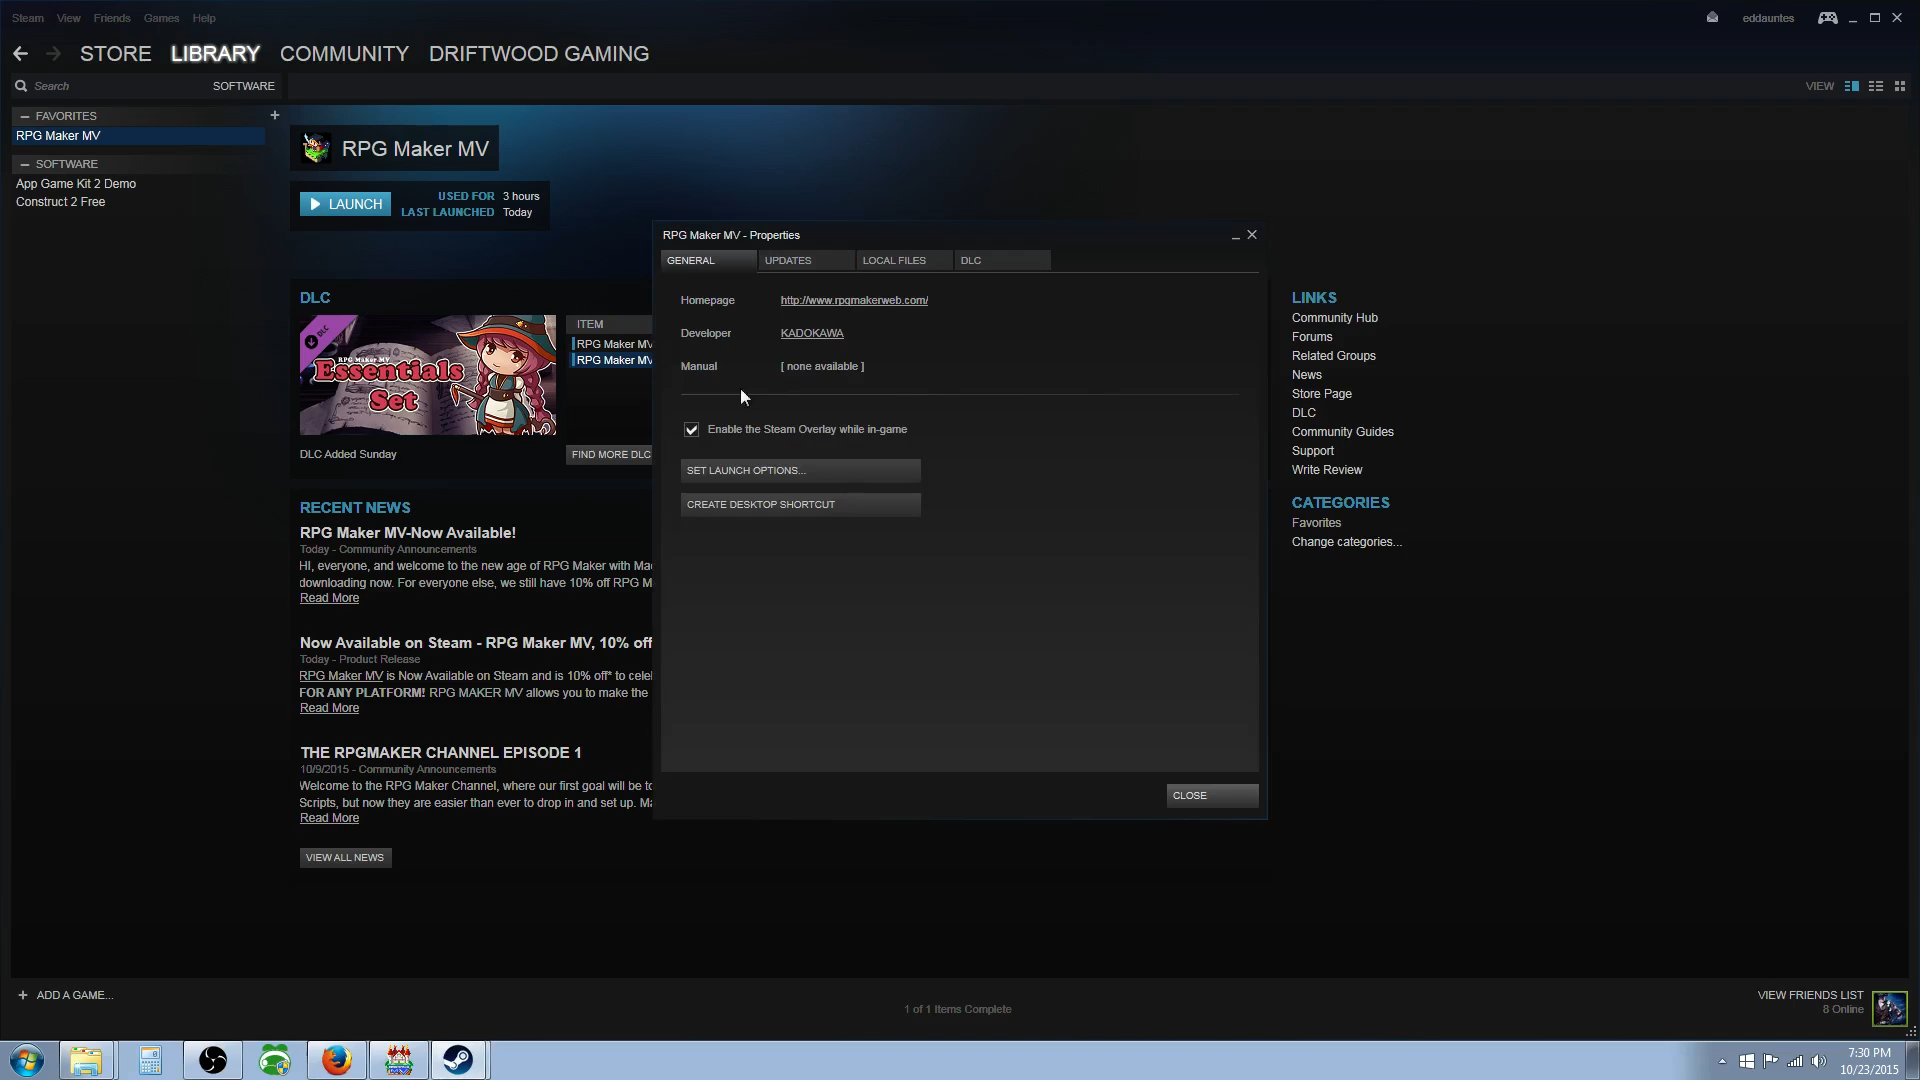 Steam View Friends Games Help
eddauntes
STORE LIBRARY COMMUNITY DRIFTWOOD GAMING
Search SOFTWARE
VIEW
FAVORITES
RPG Maker MV
SOFTWARE
App Game Kit 2 Demo
Construct 2 Free
RPG Maker MV
LAUNCH
USED FOR 3 hours
LAST LAUNCHED Today
DLC
DLC
RPG MAKER MV
Essentials
Set
DLC Added Sunday
ITEM
RPG Maker MV
RPG Maker MV
FIND MORE DLC
RECENT NEWS
RPG Maker MV-Now Available!
Today - Community Announcements
HI, everyone, and welcome to the new age of RPG Maker with Mac
downloading now. For everyone else, we still have 10% off RPG M
Read More
Now Available on Steam - RPG Maker MV, 10% off
Today - Product Release
RPG Maker MV is Now Available on Steam and is 10% off* to cele
FOR ANY PLATFORM! RPG MAKER MV allows you to make the
Read More
THE RPGMAKER CHANNEL EPISODE 1
10/9/2015 - Community Announcements
Welcome to the RPG Maker Channel, where our first goal will be to
Scripts, but now they are easier than ever to drop in and set up. Ma
Read More
VIEW ALL NEWS
RPG Maker MV - Properties
GENERAL UPDATES LOCAL FILES DLC
Homepage http://www.rpgmakerweb.com/
Developer KADOKAWA
Manual [ none available ]
Enable the Steam Overlay while in-game
SET LAUNCH OPTIONS...
CREATE DESKTOP SHORTCUT
CLOSE
LINKS
Community Hub
Forums
Related Groups
News
Store Page
DLC
Community Guides
Support
Write Review
CATEGORIES
Favorites
Change categories...
ADD A GAME...
1 of 1 Items Complete
VIEW FRIENDS LIST
8 Online
7:30 PM
10/23/2015